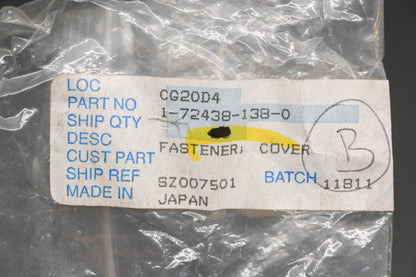 LOC CG20D4
PART NO 1-72438-138-0
SHIP QTY
DESC FASTENER; COVER
CUST PART
SHIP REF SZ007501 BATCH 11811
MADE IN JAPAN
B